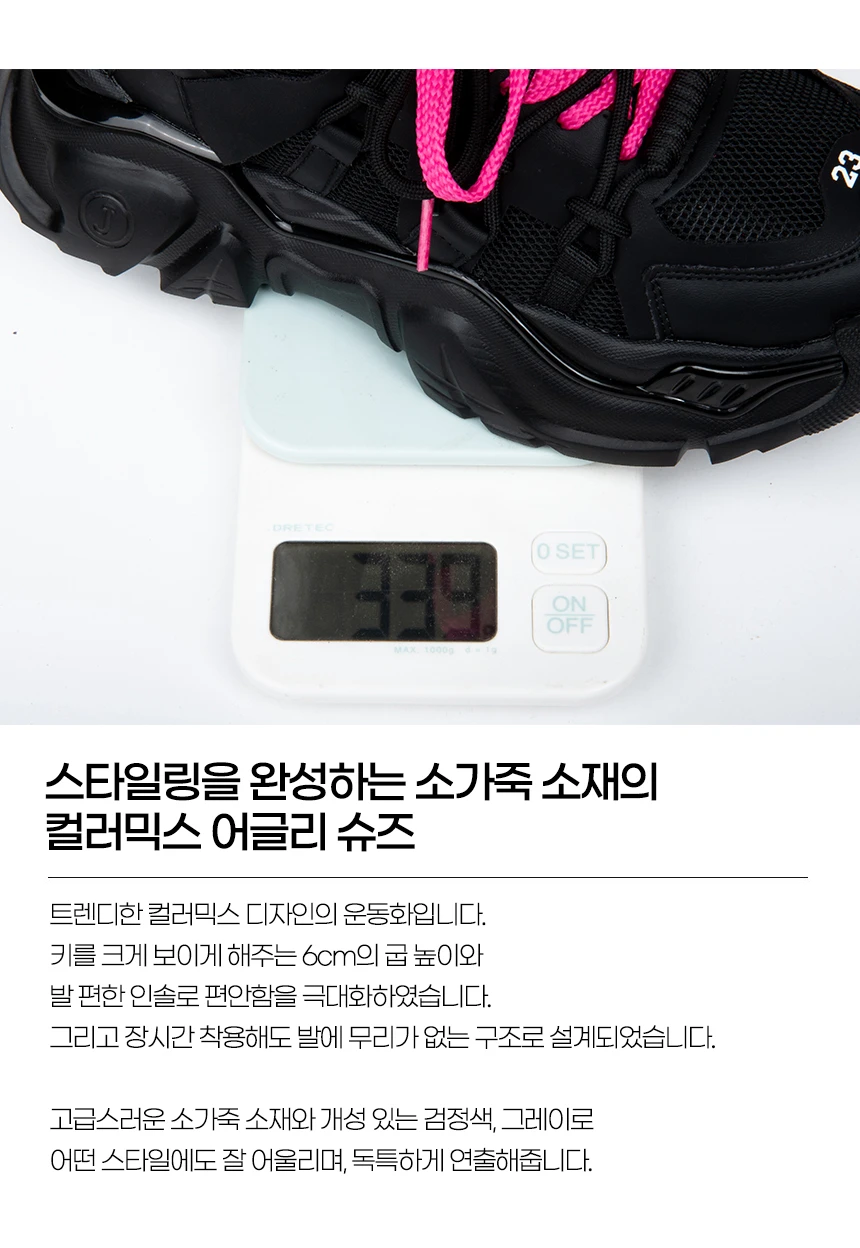 23
DRETEC
0 SET
339
ON
OFF
MAX. 1000g d = 1g
스타일링을 완성하는 소가죽 소재의
컬러믹스 어글리 슈즈
트렌디한 컬러믹스 디자인의 운동화입니다.
키를 크게 보이게 해주는 6cm의 굽 높이와
발 편한 인솔로 편안함을 극대화하였습니다.
그리고 장시간 착용해도 발에 무리가 없는 구조로 설계되었습니다.
고급스러운 소가죽 소재와 개성 있는 검정색, 그레이로
어떤 스타일에도 잘 어울리며, 독특하게 연출해줍니다.